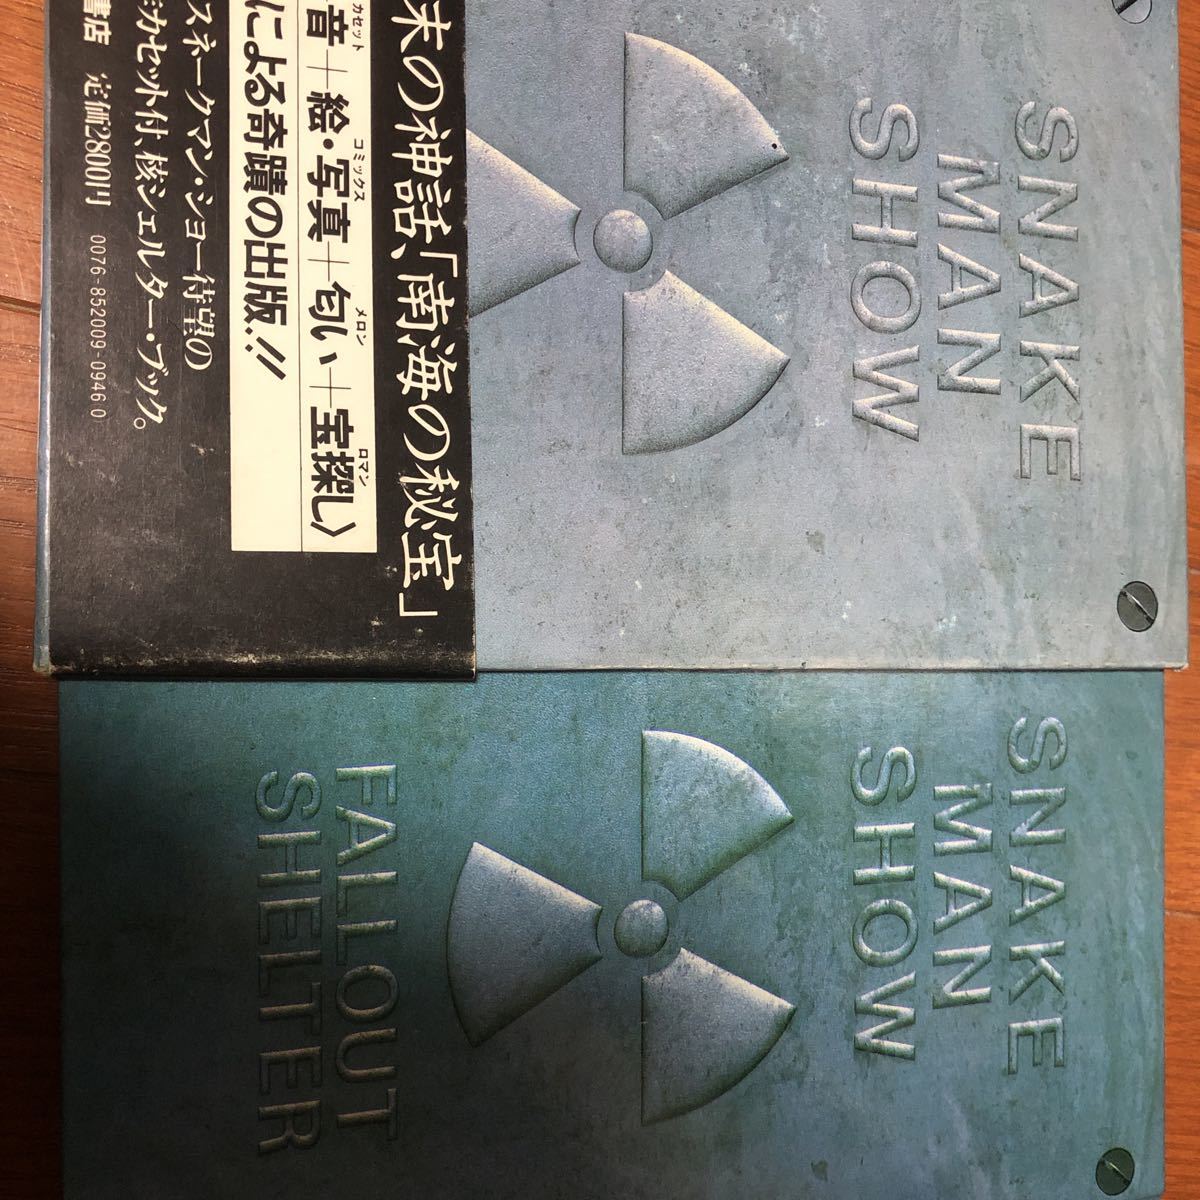 SNAKE
MAN
SHOW
末の神話、「南海の秘宝」
音+絵・写真+匂い+宝探し〉
カセット
コミックス
メロン
ロマン
による奇蹟の出版!!
スネークマン・ショー待望の
カセット付、核シェルター・ブック。
書店 定価2800円 0076-852009-0946-0
SNAKE
MAN
SHOW
FALLOUT
SHELTER